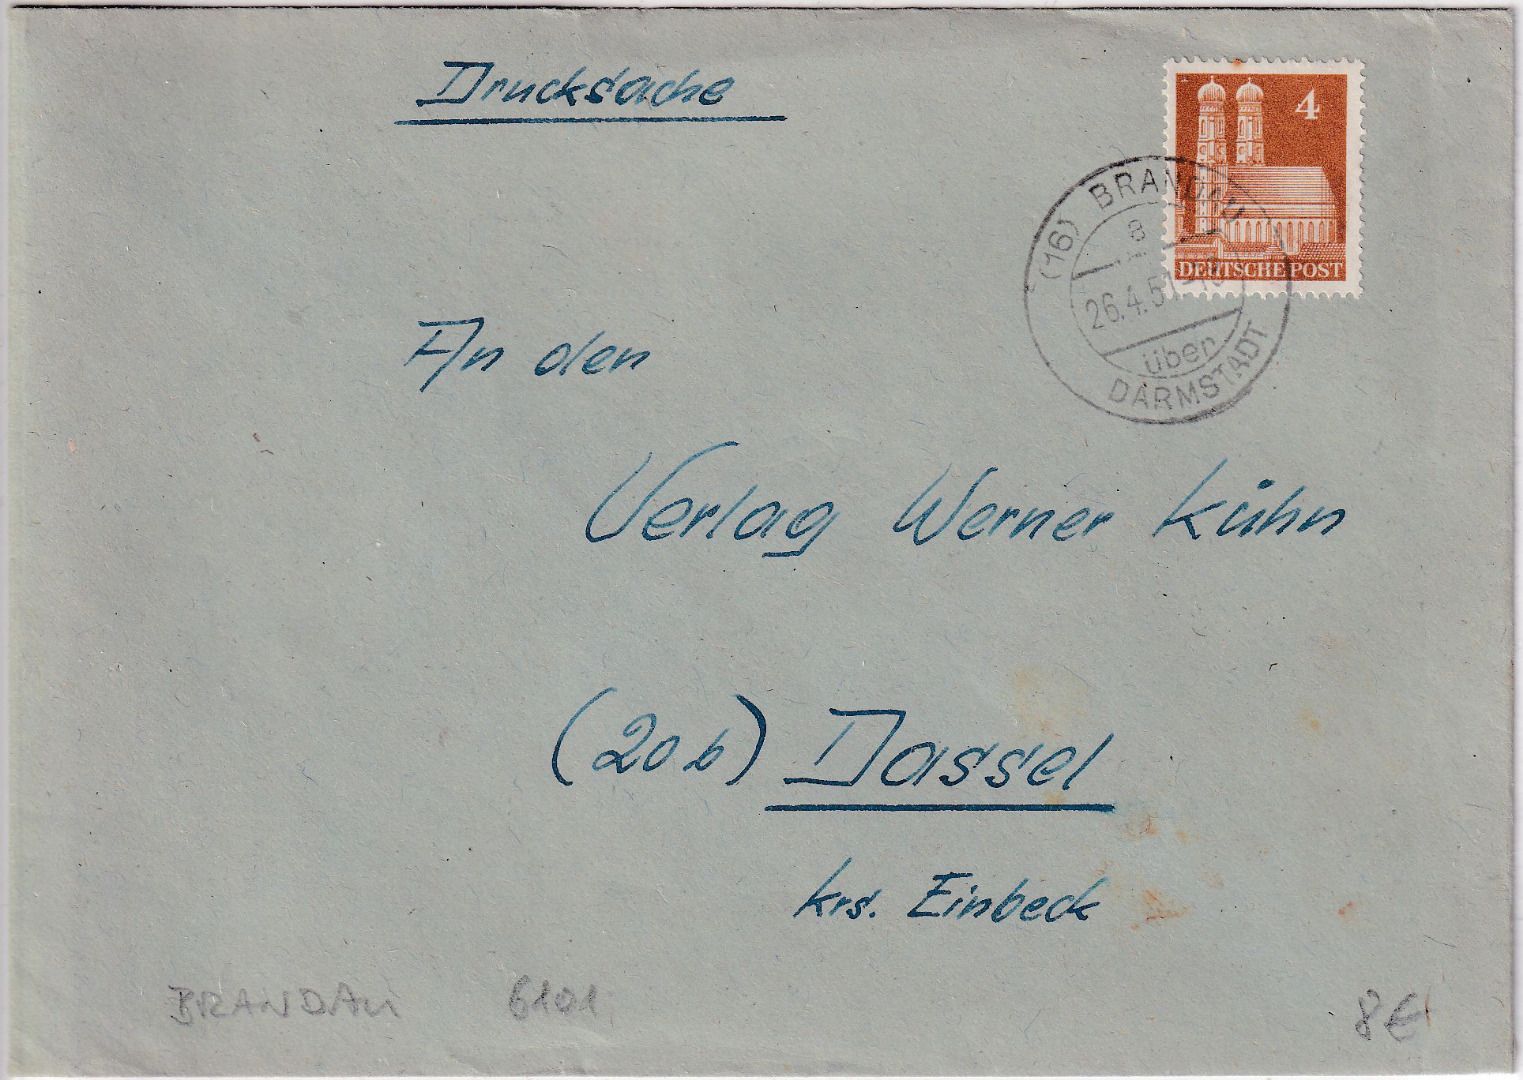 Drucksache
4
DEUTSCHE POST
(16) BRANDAU
a
26.4.51
über
DARMSTADT
An den
Verlag Werner Kühn
(20b) Dassel
Krs. Einbeck
BRANDAU 6101 8€